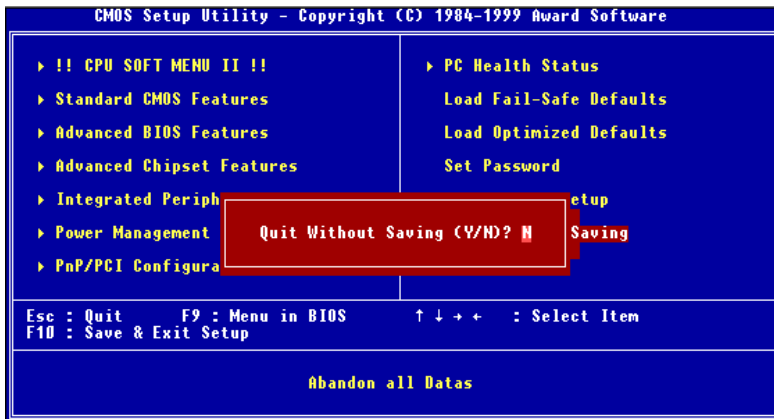 CMOS Setup Utility - Copyright (C) 1984-1999 Award Software
▸ !! CPU SOFT MENU II !!
▸ Standard CMOS Features
▸ Advanced BIOS Features
▸ Advanced Chipset Features
▸ Integrated Periph
▸ Power Management
▸ PnP/PCI Configura
▸ PC Health Status
Load Fail-Safe Defaults
Load Optimized Defaults
Set Password
etup
Saving
Quit Without Saving (Y/N)? N
Esc : Quit F9 : Menu in BIOS ↑ ↓ → ← : Select Item
F10 : Save & Exit Setup
Abandon all Datas